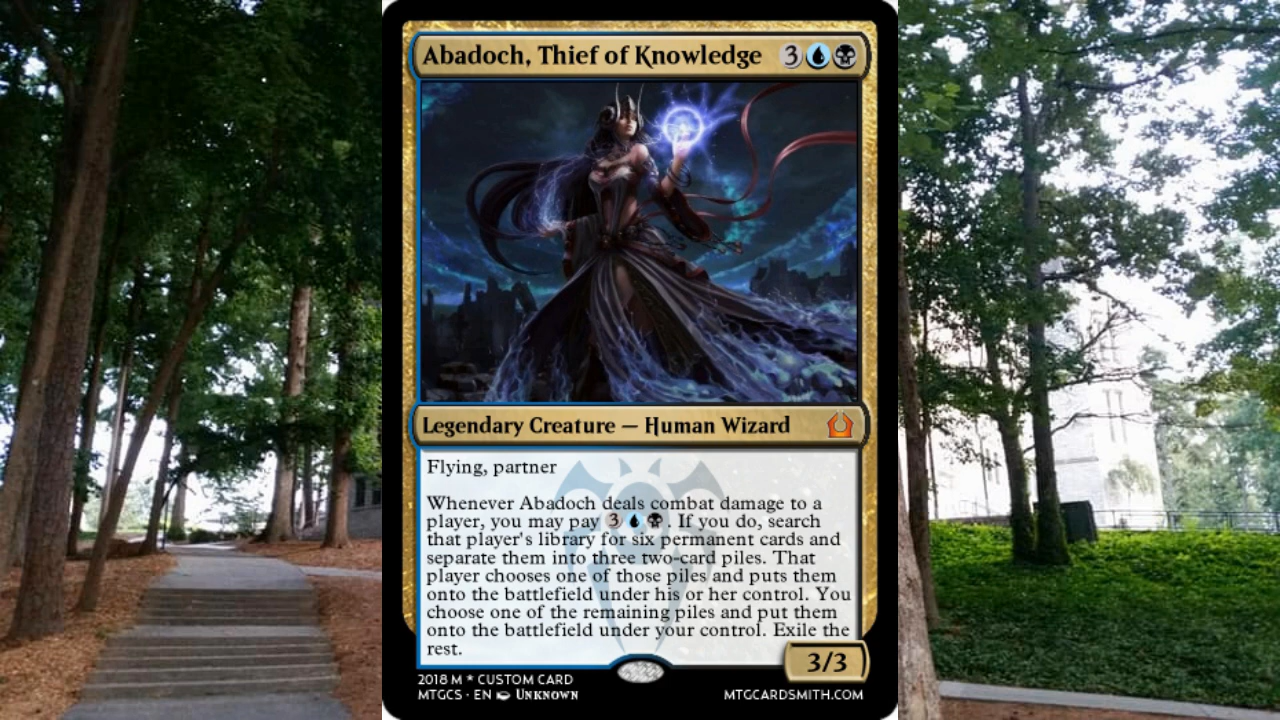 Abadoch, Thief of Knowledge 3
Legendary Creature — Human Wizard
Flying, partner
Whenever Abadoch deals combat damage to a
player, you may pay 3 . If you do, search
that player's library for six permanent cards and
separate them into three two-card piles. That
player chooses one of those piles and puts them
onto the battlefield under his or her control. You
choose one of the remaining piles and put them
onto the battlefield under your control. Exile the
rest.
3/3
2018 M * CUSTOM CARD
MTGCS · EN UNKNOWN
MTGCARDSMITH.COM